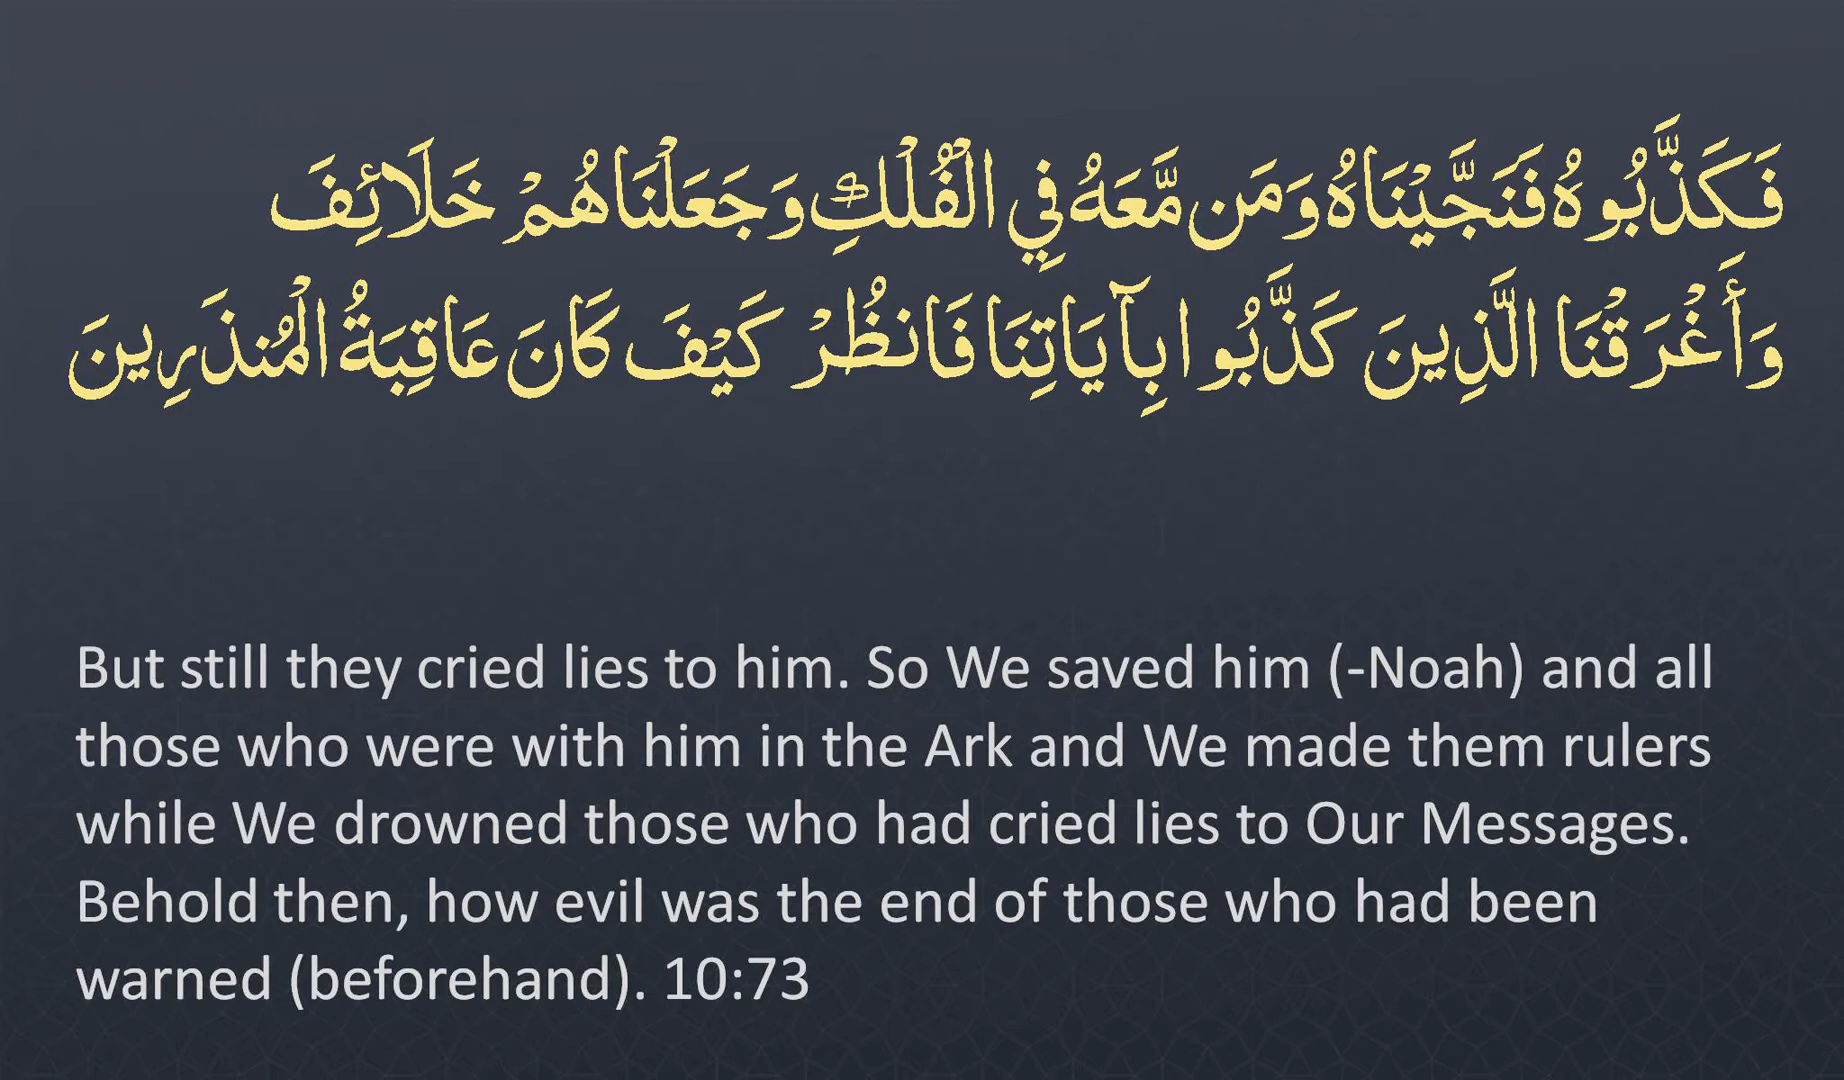 فَكَذَّبُوهُ فَنَجَّيْنَاهُ وَمَن مَّعَهُ فِي الْفُلْكِ وَجَعَلْنَاهُمْ خَلَائِفَ
وَأَغْرَقْنَا الَّذِينَ كَذَّبُوا بِآيَاتِنَا فَانظُرْ كَيْفَ كَانَ عَاقِبَةُ الْمُنذَرِينَ
But still they cried lies to him. So We saved him (-Noah) and all
those who were with him in the Ark and We made them rulers
while We drowned those who had cried lies to Our Messages.
Behold then, how evil was the end of those who had been
warned (beforehand). 10:73